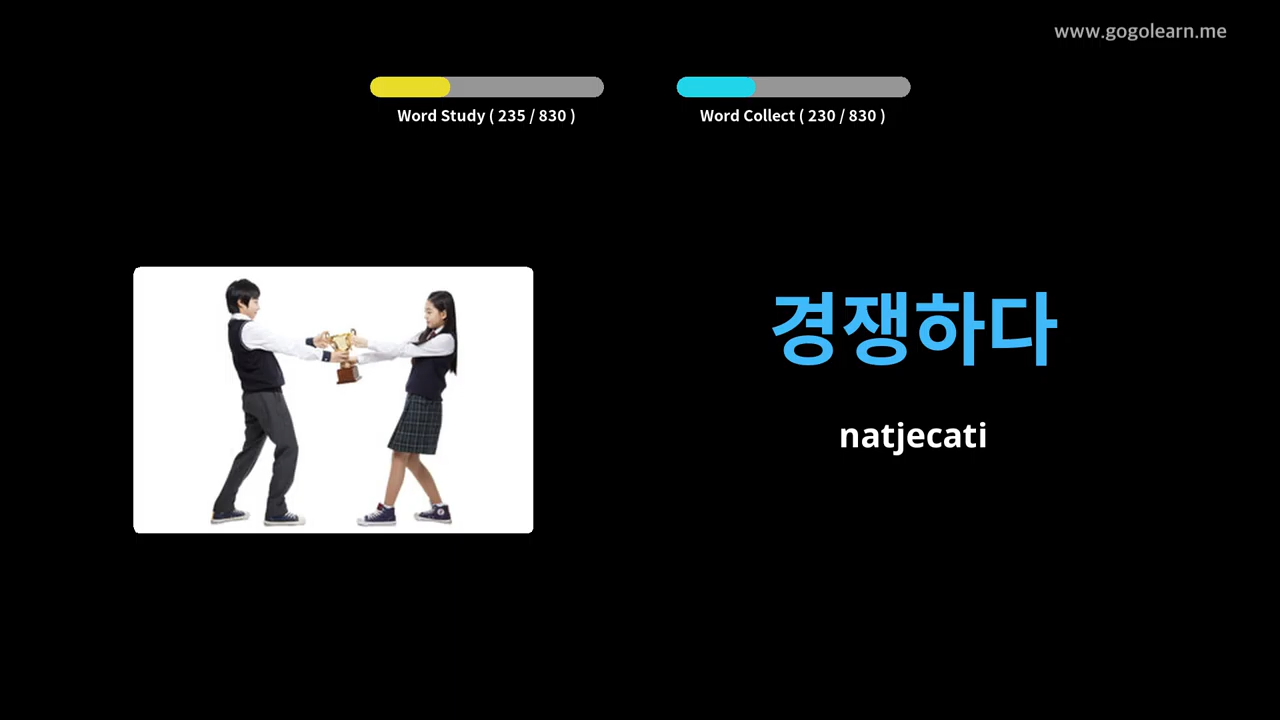 www.gogolearn.me
Word Study ( 235 / 830 )
Word Collect ( 230 / 830 )
경쟁하다
natjecati